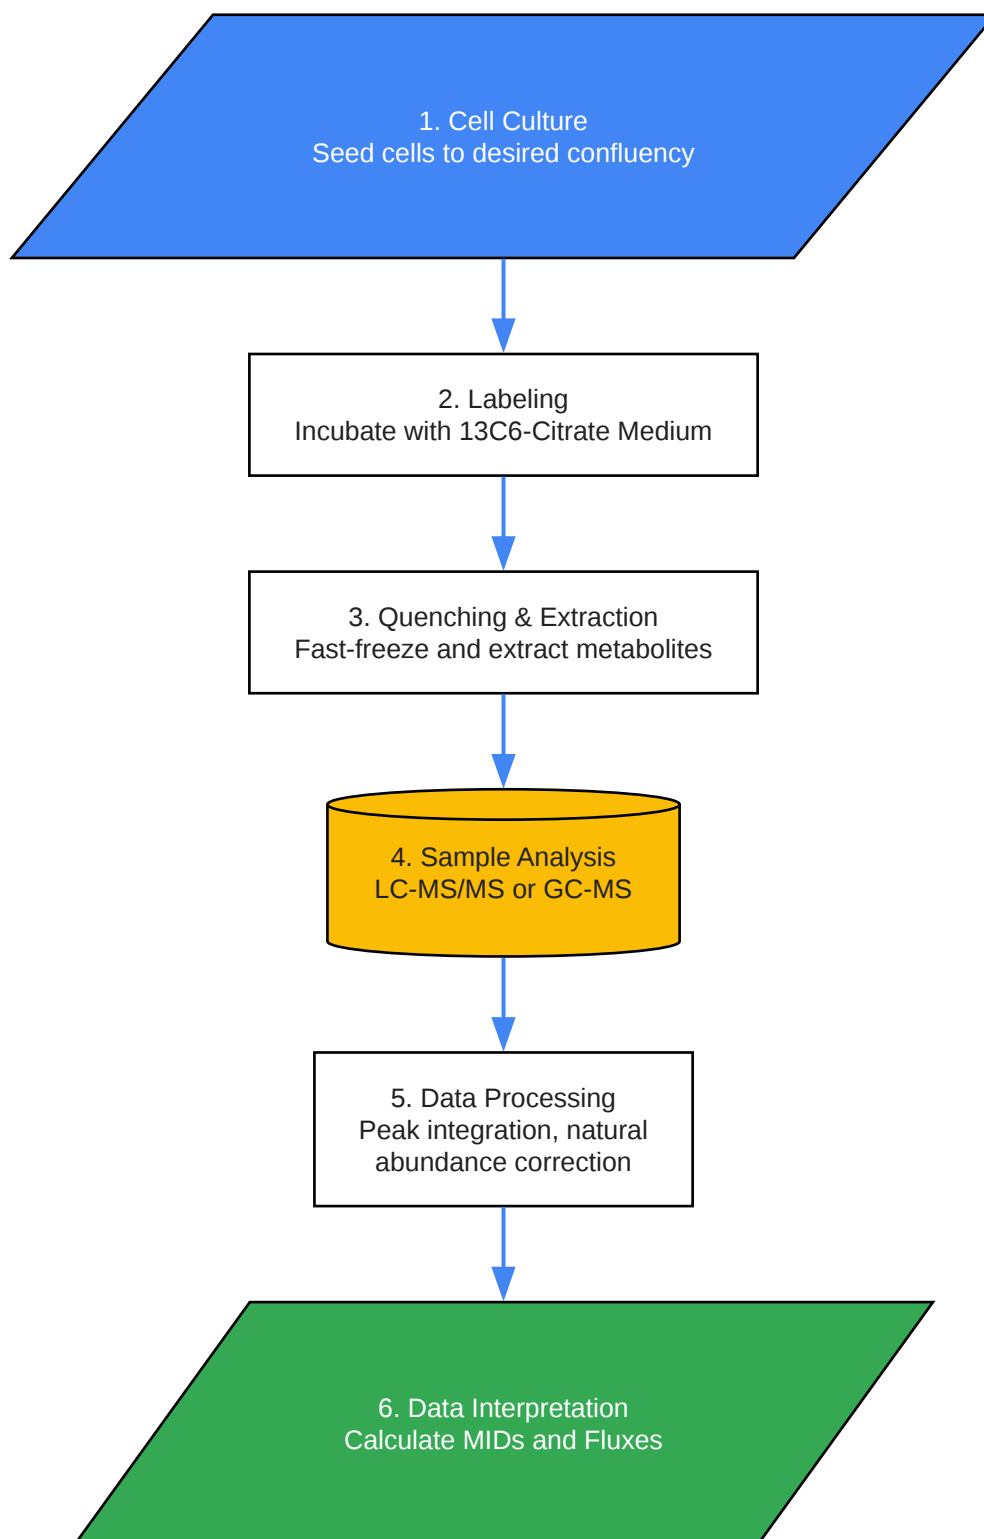 1. Cell Culture
Seed cells to desired confluency
2. Labeling
Incubate with 13C6-Citrate Medium
3. Quenching & Extraction
Fast-freeze and extract metabolites
4. Sample Analysis
LC-MS/MS or GC-MS
5. Data Processing
Peak integration, natural
abundance correction
6. Data Interpretation
Calculate MIDs and Fluxes